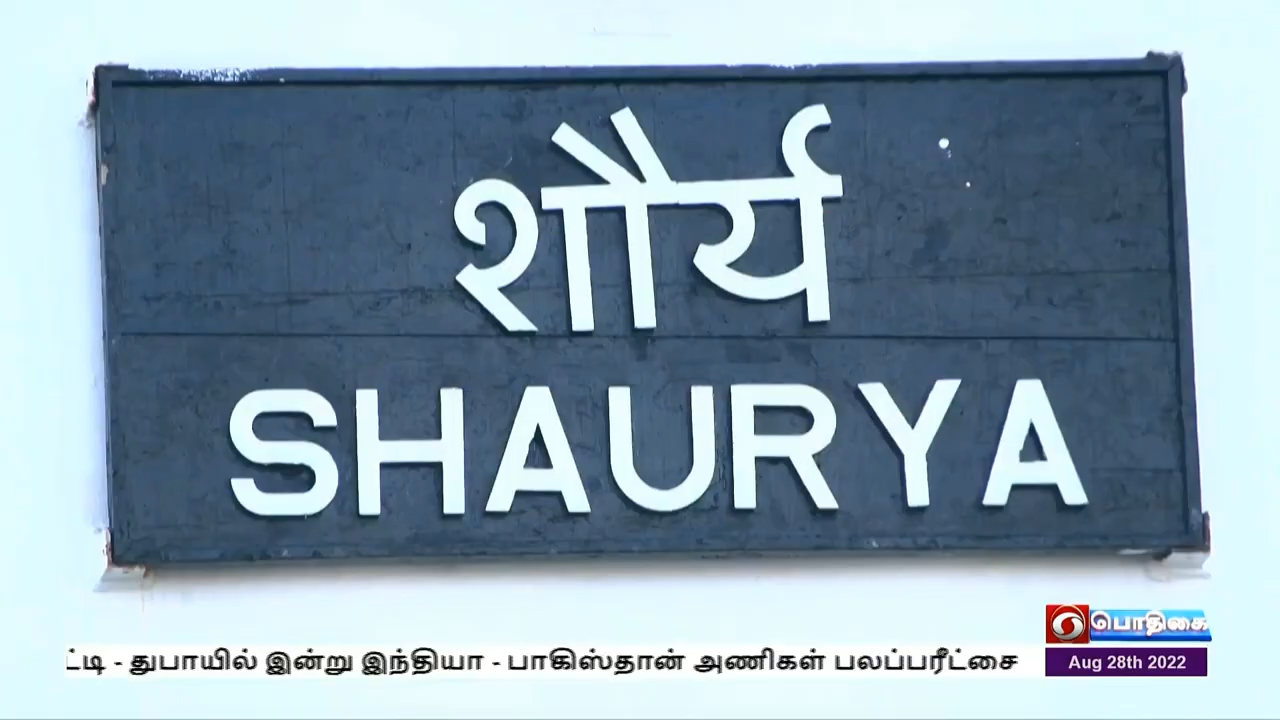 शौर्य
SHAURYA
பொதிகை
ட்டி - துபாயில் இன்று இந்தியா - பாகிஸ்தான் அணிகள் பலப்பரீட்சை
Aug 28th 2022